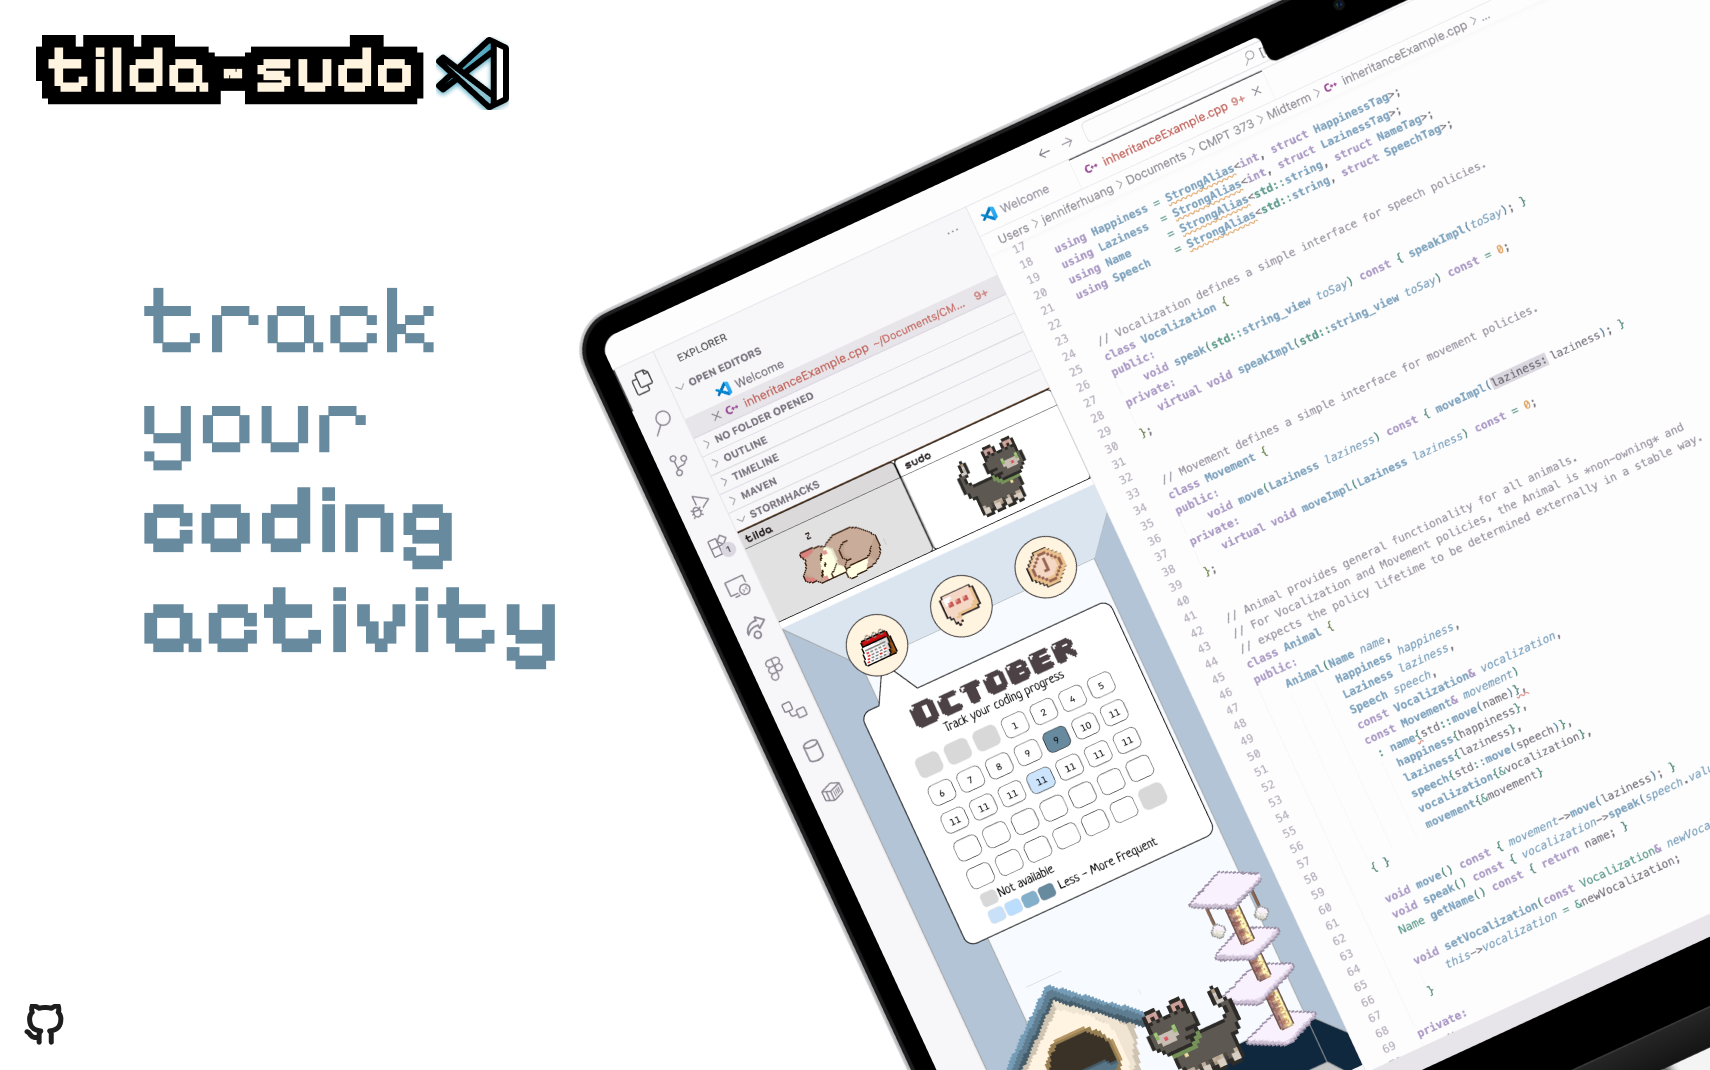 tilda ~ sudo
track
your
coding
activity
EXPLORER
OPEN EDITORS
Welcome
inheritanceExample.cpp ~/Documents/CM... 9+
NO FOLDER OPENED
OUTLINE
TIMELINE
MAVEN
STORMHACKS
1
tilda
z
sudo
OCTOBER
Track your coding progress
1 2 4 5
6 7 8 9 9 10 11
11 11 11 11 11 11 11
Not available
Less - More Frequent
Welcome
inheritanceExample.cpp 9+
Users > jenniferhuang > Documents > CMPT 373 > Midterm > inheritanceExample.cpp > ...
17 using Happiness = StrongAlias<int, struct HappinessTag>;
18 using Laziness = StrongAlias<int, struct LazinessTag>;
19 using Name = StrongAlias<std::string, struct NameTag>;
20 using Speech = StrongAlias<std::string, struct SpeechTag>;
21
22 // Vocalization defines a simple interface for speech policies.
23 class Vocalization {
24 public:
25 void speak(std::string_view toSay) const { speakImpl(toSay); }
26 private:
27 virtual void speakImpl(std::string_view toSay) const = 0;
28 };
29
30
31 // Movement defines a simple interface for movement policies.
32 class Movement {
33 public:
34 void move(Laziness laziness) const { moveImpl(laziness: laziness); }
35 private:
36 virtual void moveImpl(Laziness laziness) const = 0;
37 };
38
39
40 // Animal provides general functionality for all animals.
41 // For Vocalization and Movement policies, the Animal is *non-owning* and
42 // expects the policy lifetime to be determined externally in a stable way.
43 class Animal {
44 public:
45 Animal(Name name,
46 Happiness happiness,
47 Laziness laziness,
48 Speech speech,
49 const Vocalization& vocalization,
50 const Movement& movement)
51 : name{std::move(name)},
52 happiness{happiness},
53 laziness{laziness},
54 speech{std::move(speech)},
55 vocalization{&vocalization},
56 movement{&movement}
57 { }
58
59 void move() const { movement->move(laziness); }
60 void speak() const { vocalization->speak(speech.val
61 Name getName() const { return name; }
62
63 void setVocalization(const Vocalization& newVoca
64 this->vocalization = &newVocalization;
65 }
66
67 private:
68
69